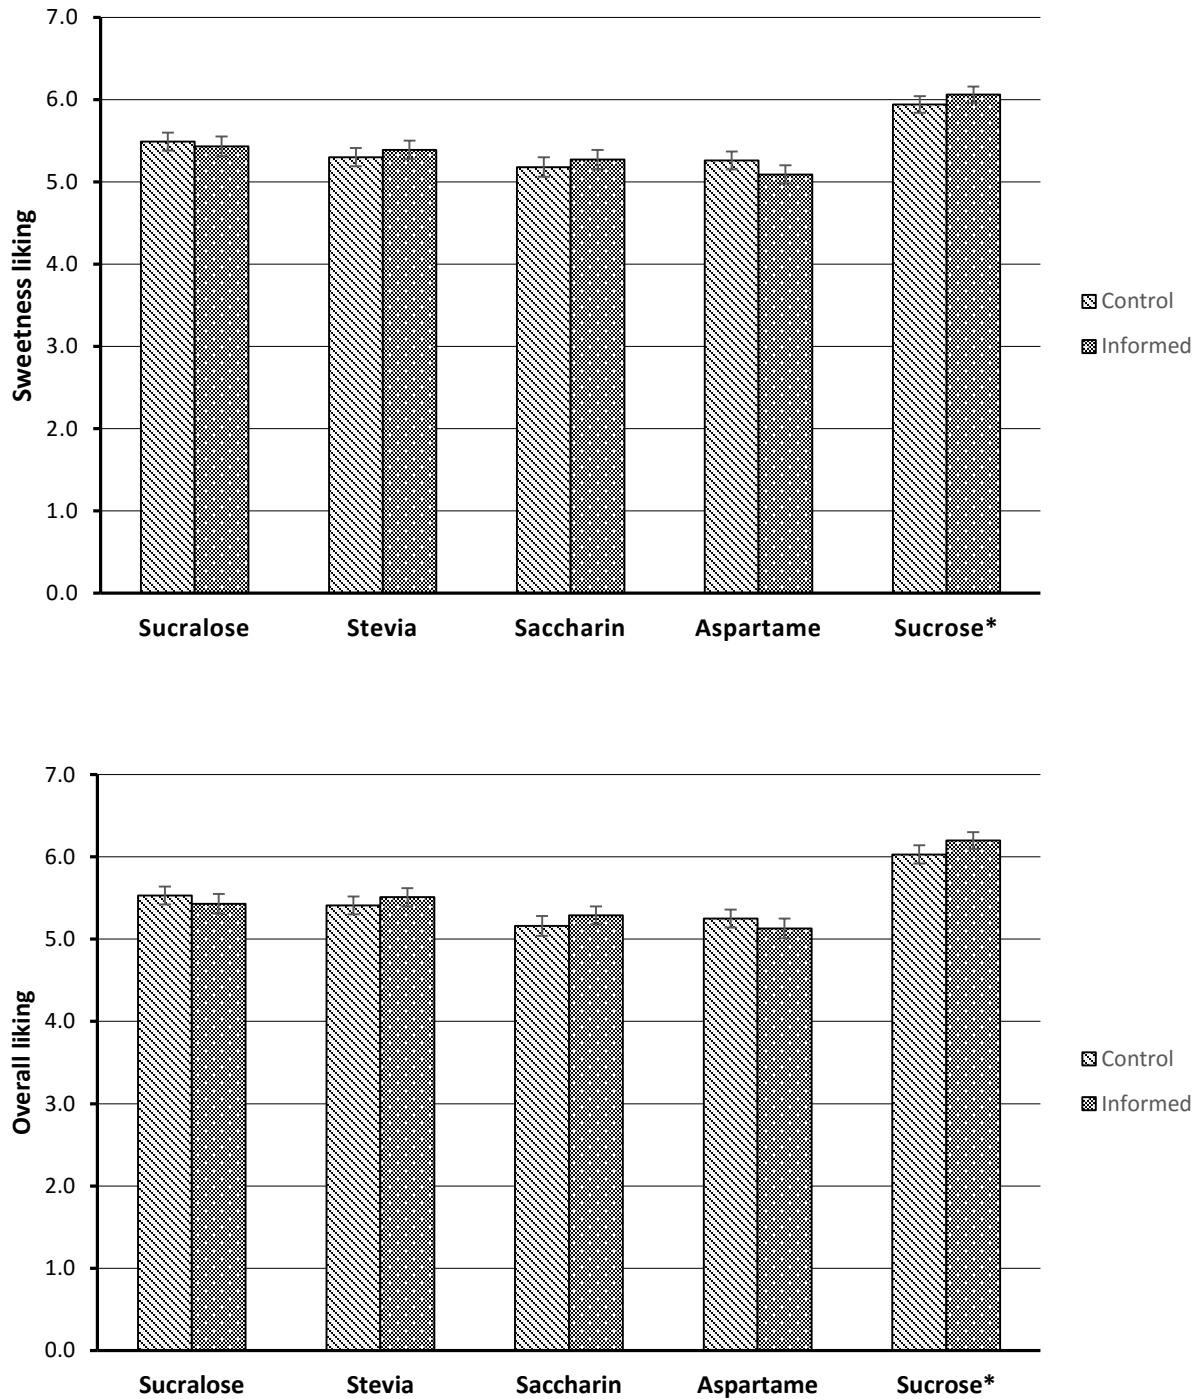 7.0
6.0
5.0
4.0
3.0
2.0
1.0
0.0
Sweetness liking
Sucralose Stevia Saccharin Aspartame Sucrose*
Control
Informed
7.0
6.0
5.0
4.0
3.0
2.0
1.0
0.0
Overall liking
Sucralose Stevia Saccharin Aspartame Sucrose*
Control
Informed